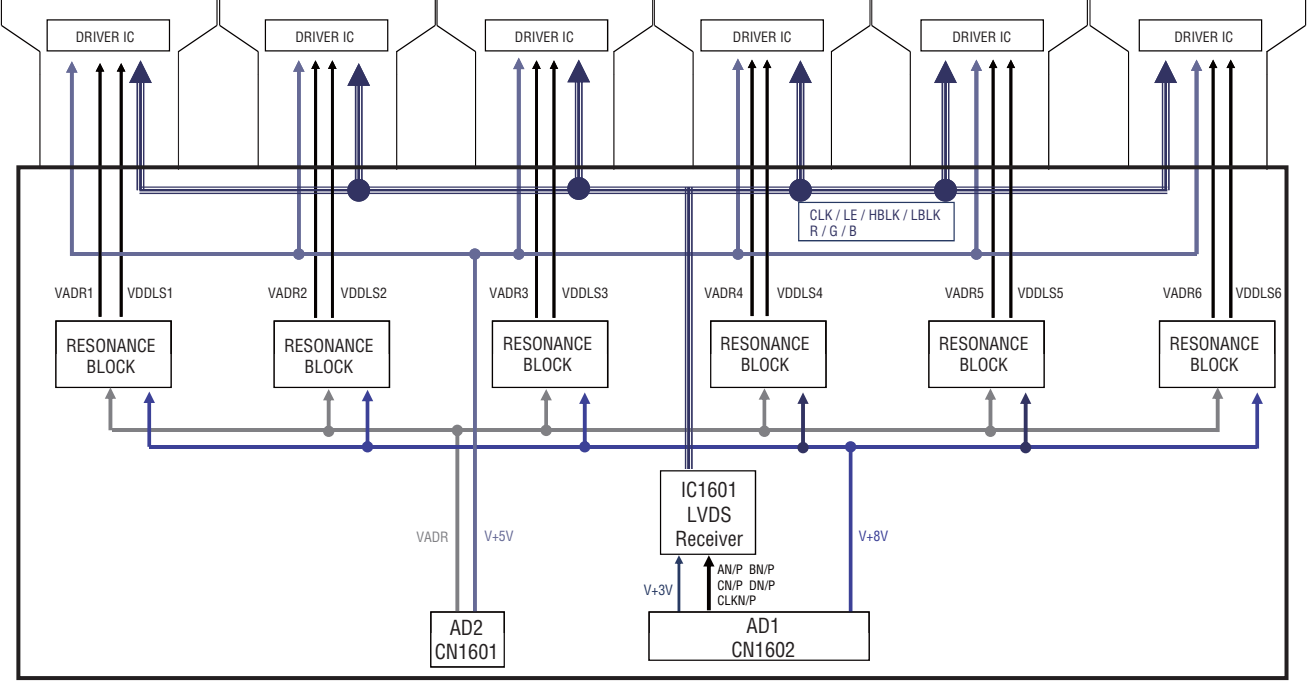 DRIVER IC
DRIVER IC
DRIVER IC
DRIVER IC
DRIVER IC
DRIVER IC
CLK / LE / HBLK / LBLK
R / G / B
VADR1
VDDLS1
VADR2
VDDLS2
VADR3
VDDLS3
VADR4
VDDLS4
VADR5
VDDLS5
VADR6
VDDLS6
RESONANCE
BLOCK
RESONANCE
BLOCK
RESONANCE
BLOCK
RESONANCE
BLOCK
RESONANCE
BLOCK
RESONANCE
BLOCK
IC1601
LVDS
Receiver
VADR
V+5V
V+8V
V+3V
AN/P BN/P
CN/P DN/P
CLKN/P
AD2
CN1601
AD1
CN1602